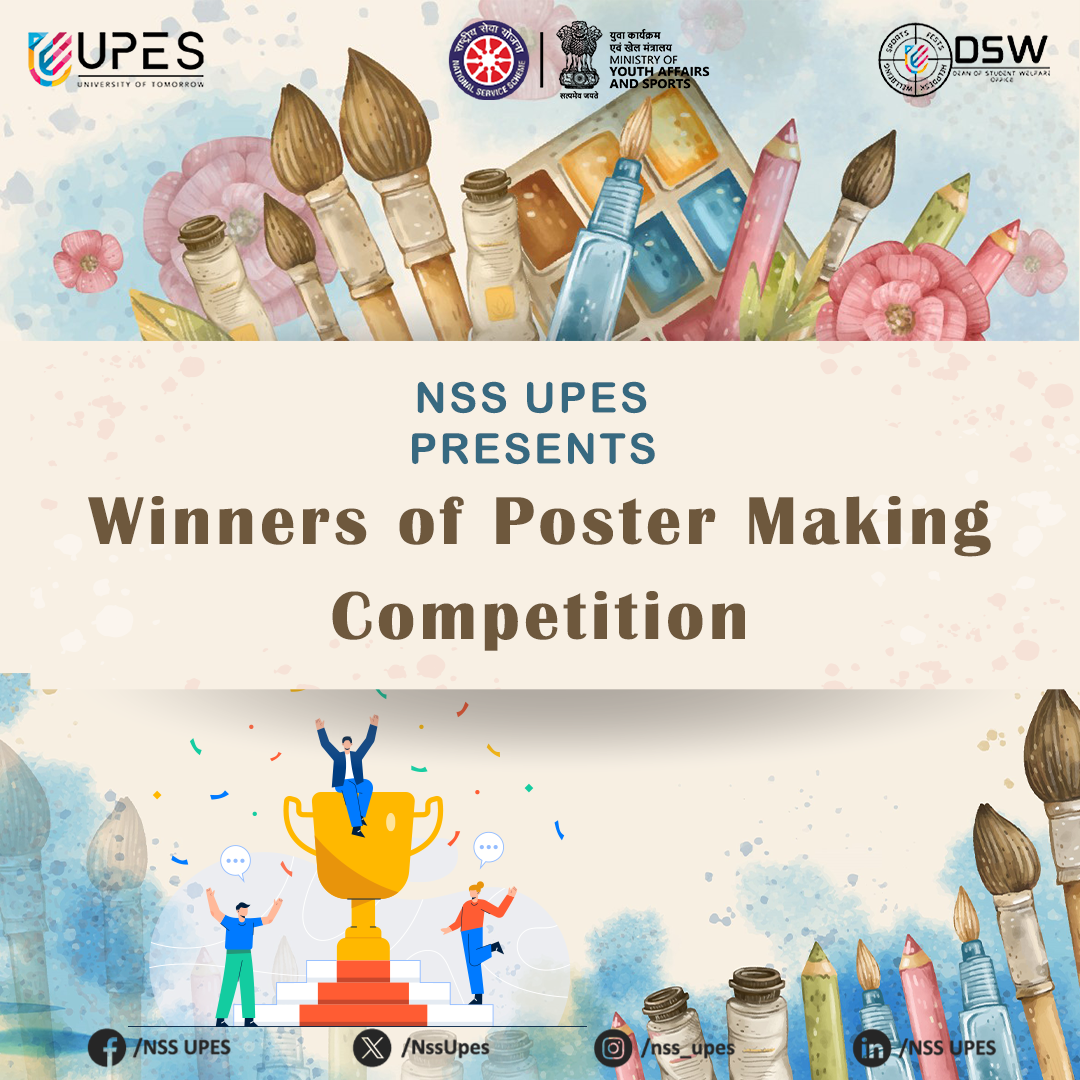 UPES
UNIVERSITY OF TOMORROW
राष्ट्रीय सेवा योजना
NATIONAL SERVICE SCHEME
सत्यमेव जयते
युवा कार्यक्रम
एवं खेल मंत्रालय
MINISTRY OF
YOUTH AFFAIRS
AND SPORTS
SPORTS
FESTS
HELPDESK
WELLBEING
DSW
DEAN OF STUDENT WELFARE
OFFICE
NSS UPES
PRESENTS
Winners of Poster Making
Competition
/NSS UPES
/NssUpes
/nss_upes
/NSS UPES